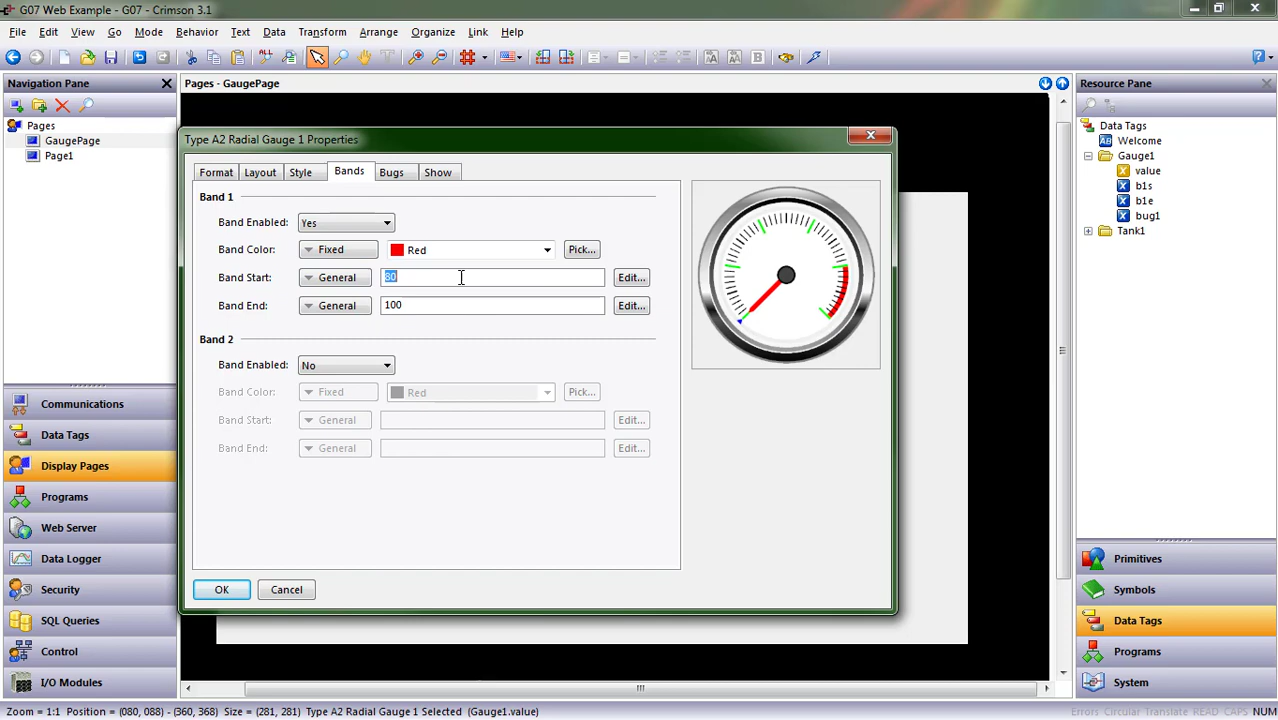 G07 Web Example - G07 - Crimson 3.1
File Edit View Go Mode Behavior Text Data Transform Arrange Organize Link Help
Navigation Pane
Pages
GaugePage
Page1
Communications
Data Tags
Display Pages
Programs
Web Server
Data Logger
Security
SQL Queries
Control
I/O Modules
Pages - GaugePage
Type A2 Radial Gauge 1 Properties
Format Layout Style Bands Bugs Show
Band 1
Band Enabled: Yes
Band Color: Fixed Red Pick...
Band Start: General 80 Edit...
Band End: General 100 Edit...
Band 2
Band Enabled: No
Band Color: Fixed Red Pick...
Band Start: General Edit...
Band End: General Edit...
OK Cancel
Resource Pane
Data Tags
Welcome
Gauge1
value
b1s
b1e
bug1
Tank1
Primitives
Symbols
Data Tags
Programs
System
Zoom = 1:1 Position = (080, 088) - (360, 368) Size = (281, 281) Type A2 Radial Gauge 1 Selected (Gauge1.value)
Errors Circular Translate READ CAPS NUM